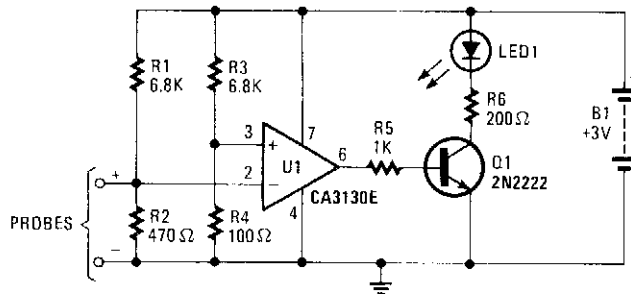 R1
6.8K
R3
6.8K
LED1
R6
200Ω
B1
+3V
3
+
7
U1
6
R5
1K
2
−
4
CA3130E
Q1
2N2222
+
PROBES
−
R2
470Ω
R4
100Ω